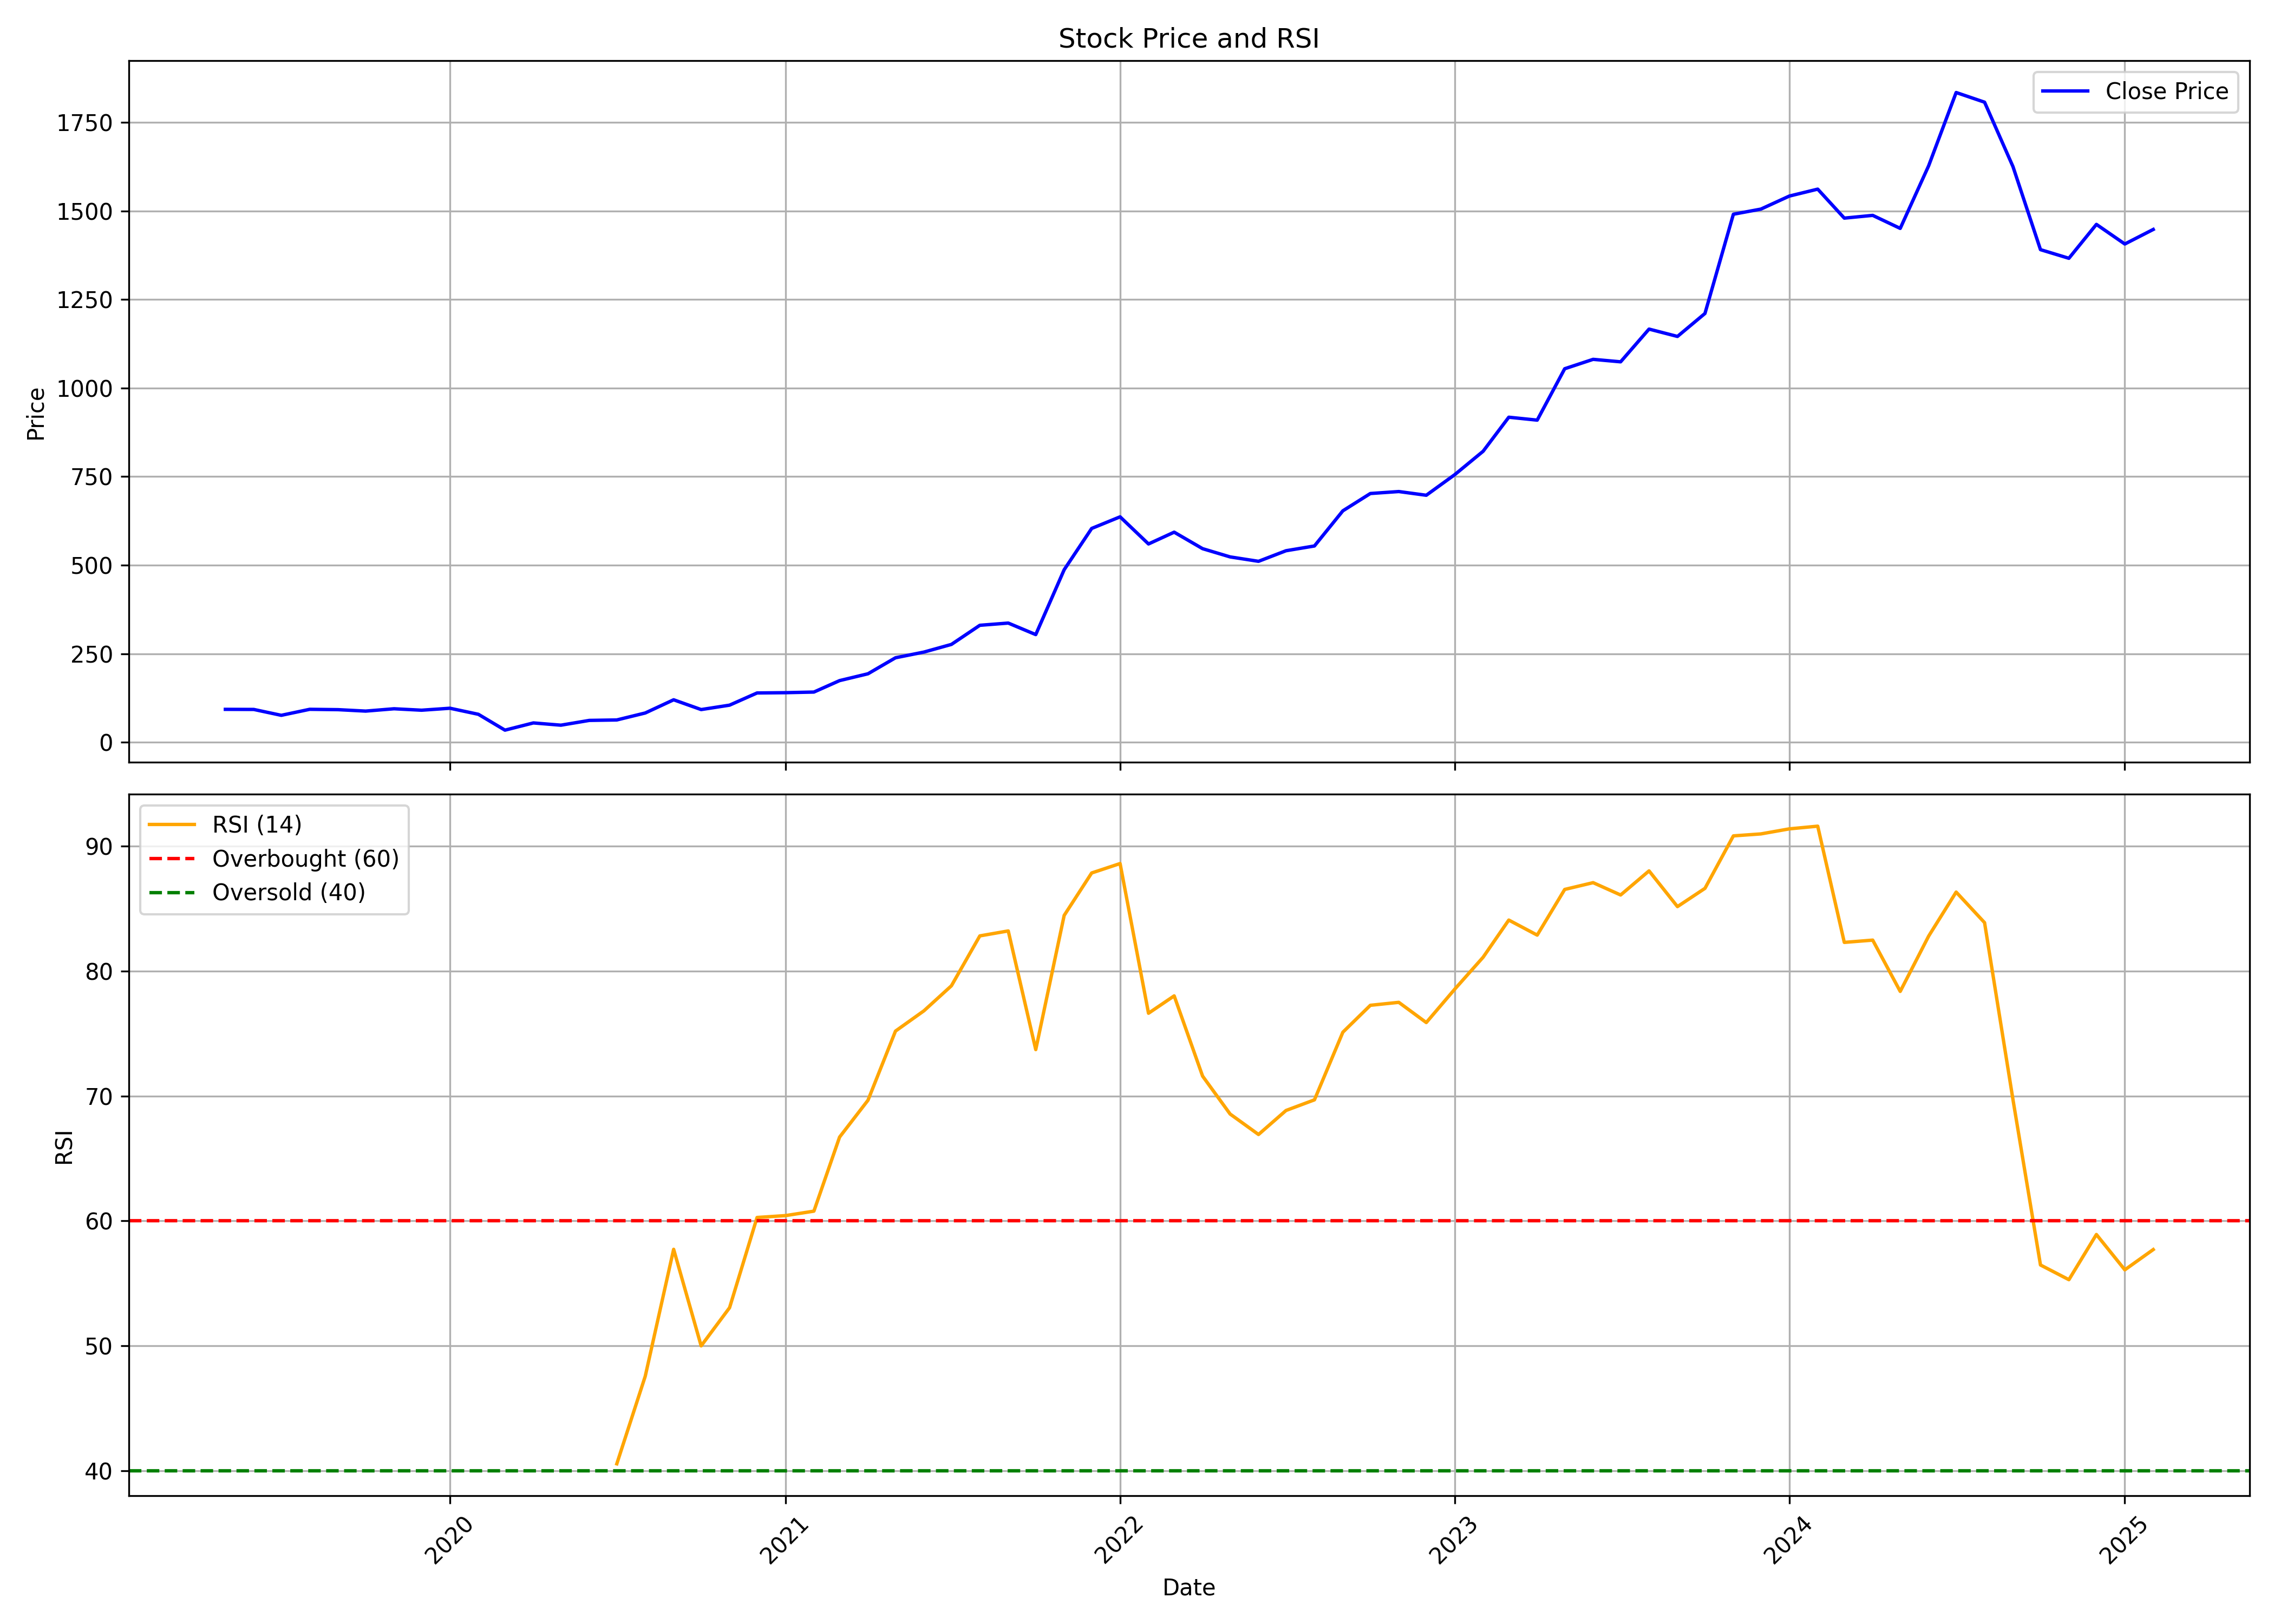 Stock Price and RSI
Close Price
1750
1500
1250
1000
750
500
250
0
Price
RSI (14)
Overbought (60)
Oversold (40)
90
80
70
60
50
40
RSI
2020
2021
2022
2023
2024
2025
Date